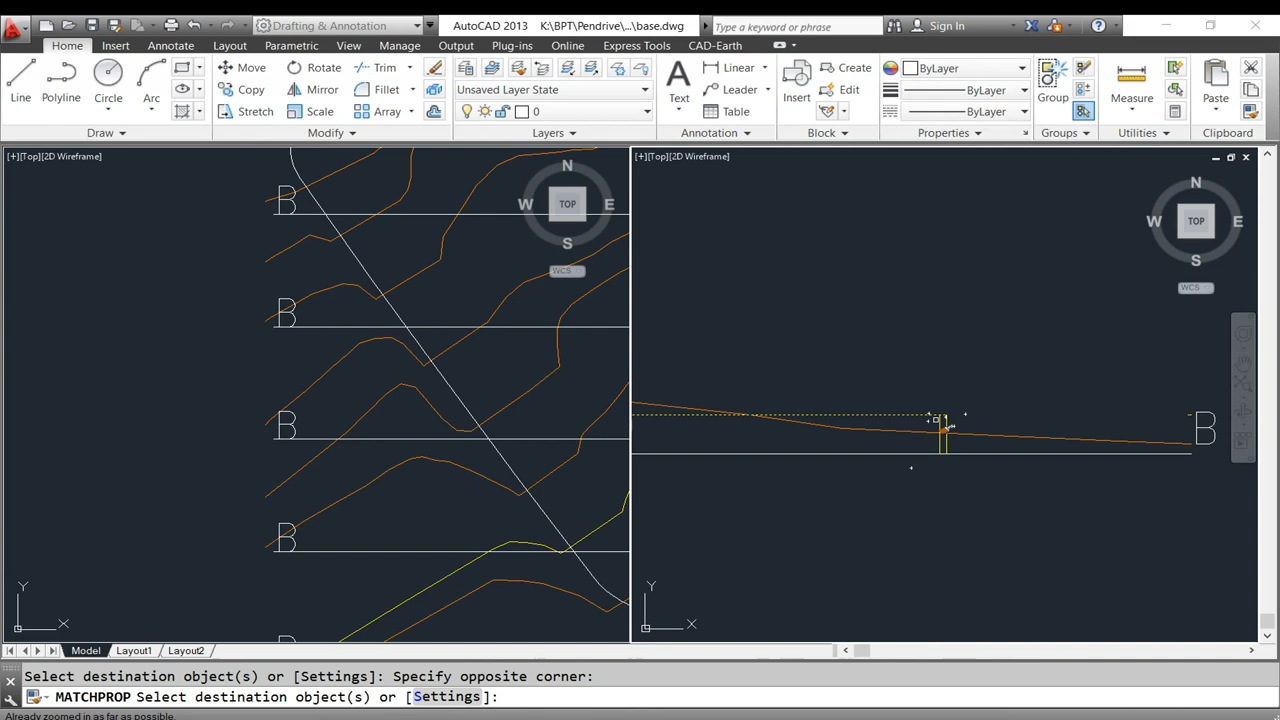 Drafting & Annotation
AutoCAD 2013 K:\BPT\Pendrive\...\base.dwg
Type a keyword or phrase
Sign In
Home Insert Annotate Layout Parametric View Manage Output Plug-ins Online Express Tools CAD-Earth
Line Polyline Circle Arc
Move Rotate Trim
Copy Mirror Fillet
Stretch Scale Array
Unsaved Layer State
0
Text
Linear
Leader
Table
Insert
Create
Edit
ByLayer
ByLayer
ByLayer
Group
Measure
Paste
Draw Modify Layers Annotation Block Properties Groups Utilities Clipboard
[+][Top][2D Wireframe]
[+][Top][2D Wireframe]
N
W TOP E
S
WCS
N
W TOP E
S
WCS
B
B
B
B
B
B
Y
X
Y
X
Model Layout1 Layout2
Select destination object(s) or [Settings]: Specify opposite corner:
MATCHPROP Select destination object(s) or [Settings]:
Already zoomed in as far as possible.